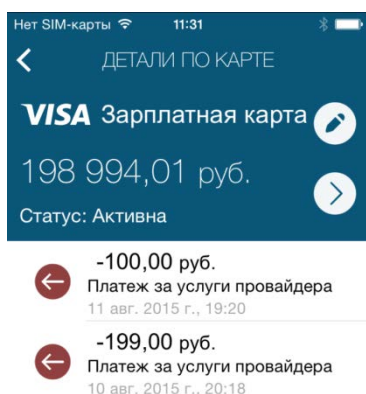 Нет SIM-карты 11:31
ДЕТАЛИ ПО КАРТЕ
VISA Зарплатная карта
198 994,01 руб.
Статус: Активна
-100,00 руб.
Платеж за услуги провайдера
11 авг. 2015 г., 19:20
-199,00 руб.
Платеж за услуги провайдера
10 авг. 2015 г., 20:18